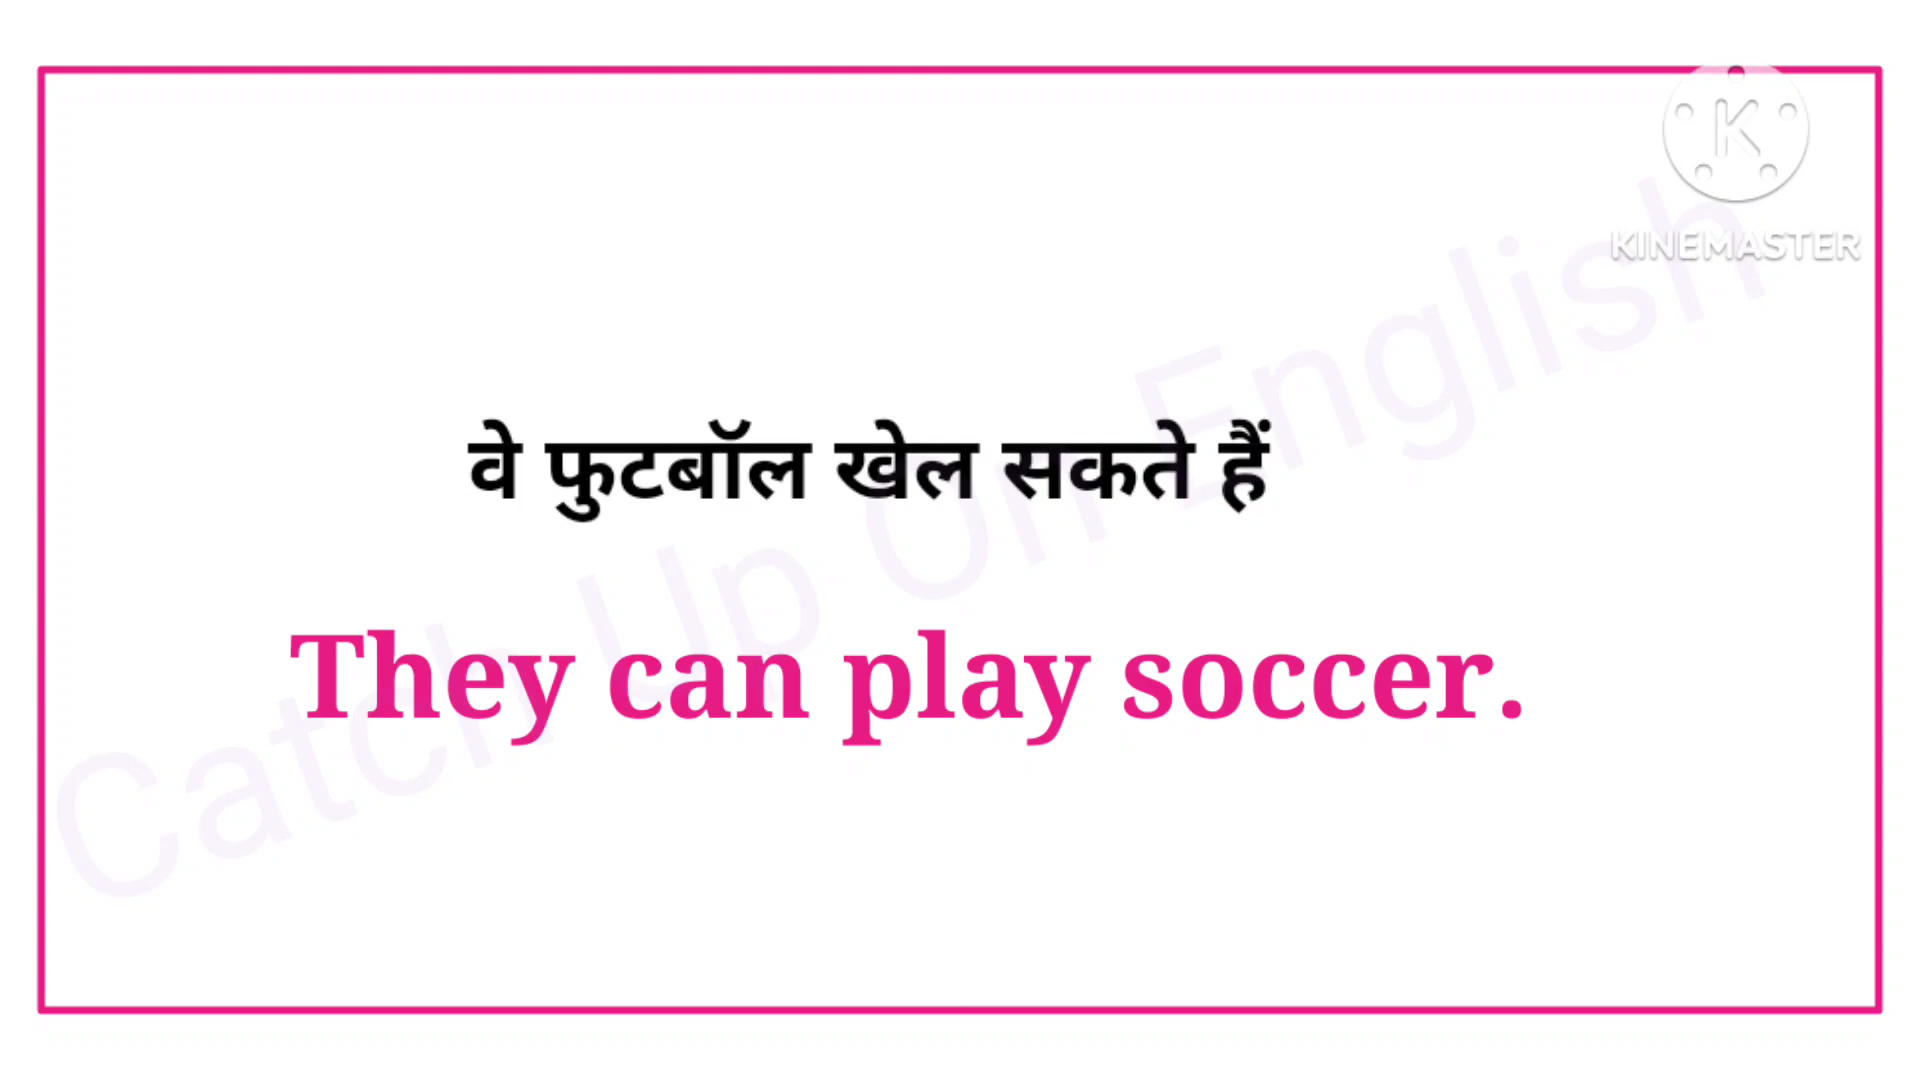 KINEMASTER
वे फुटबॉल खेल सकते हैं
They can play soccer.
Catch Up On English